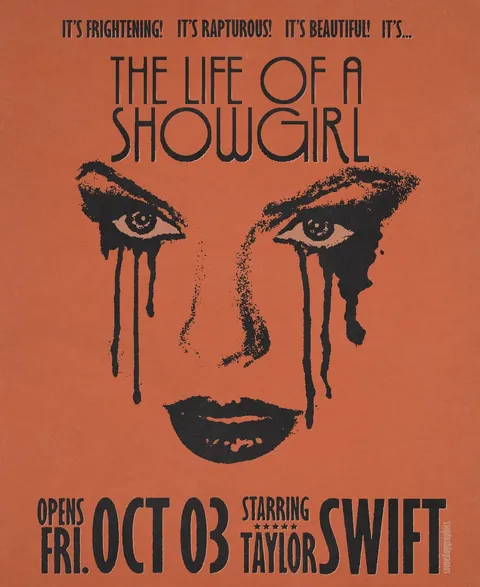 IT'S FRIGHTENING! IT'S RAPTUROUS! IT'S BEAUTIFUL! IT'S...
THE LIFE OF A
SHOWGIRL
OPENS
FRI. OCT 03
STARRING
TAYLOR SWIFT